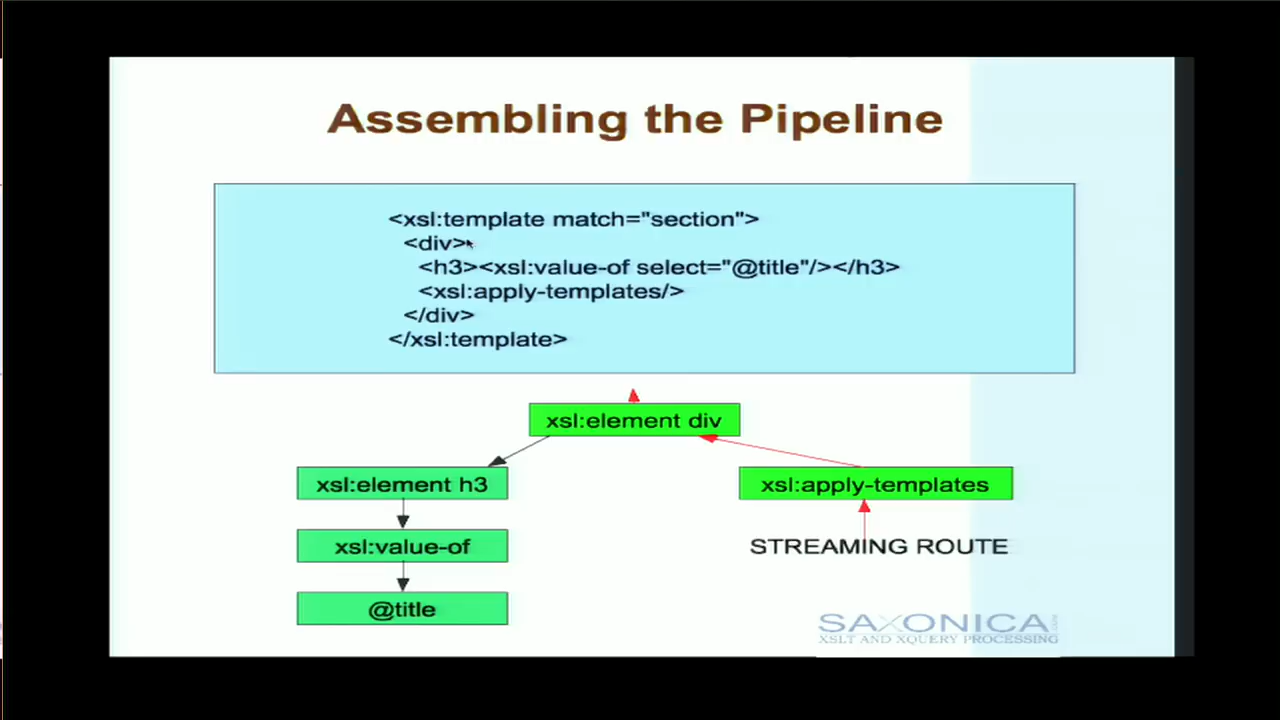 Assembling the Pipeline
<xsl:template match="section">
<div>
<h3><xsl:value-of select="@title"/></h3>
<xsl:apply-templates/>
</div>
</xsl:template>
xsl:element div
xsl:element h3
xsl:apply-templates
xsl:value-of
STREAMING ROUTE
@title
SAXONICA
XSLT AND XQUERY PROCESSING